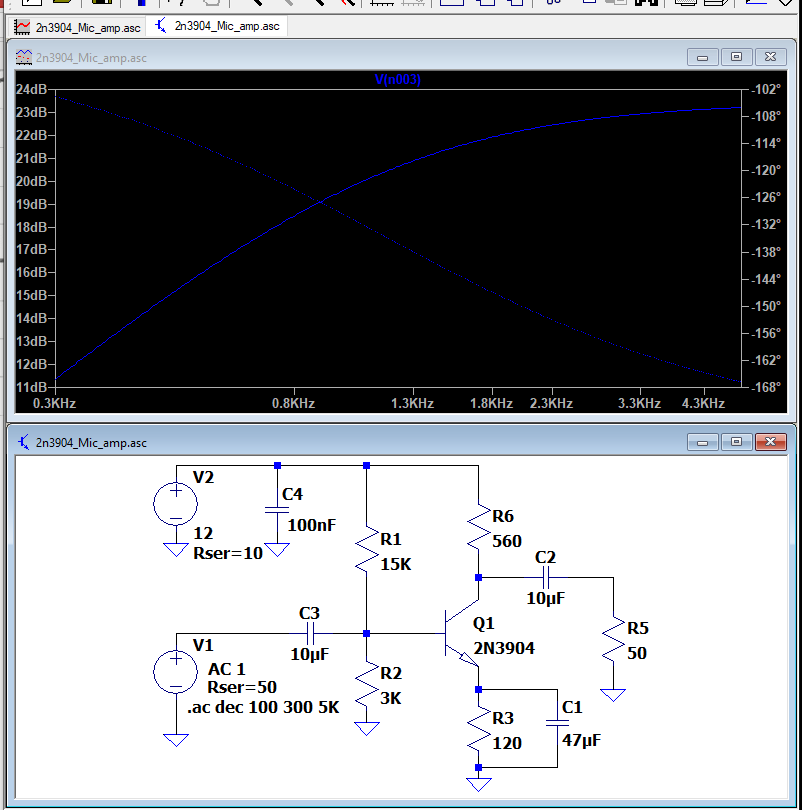 2n3904_Mic_amp.asc
2n3904_Mic_amp.asc
2n3904_Mic_amp.asc
V(n003)
24dB
23dB
22dB
21dB
20dB
19dB
18dB
17dB
16dB
15dB
14dB
13dB
12dB
11dB
-102°
-108°
-114°
-120°
-126°
-132°
-138°
-144°
-150°
-156°
-162°
-168°
0.3KHz 0.8KHz 1.3KHz 1.8KHz 2.3KHz 3.3KHz 4.3KHz
2n3904_Mic_amp.asc
V2
12
Rser=10
C4
100nF
R1
15K
R6
560
C2
10µF
R5
50
C3
10µF
Q1
2N3904
V1
AC 1
Rser=50
.ac dec 100 300 5K
R2
3K
R3
120
C1
47µF